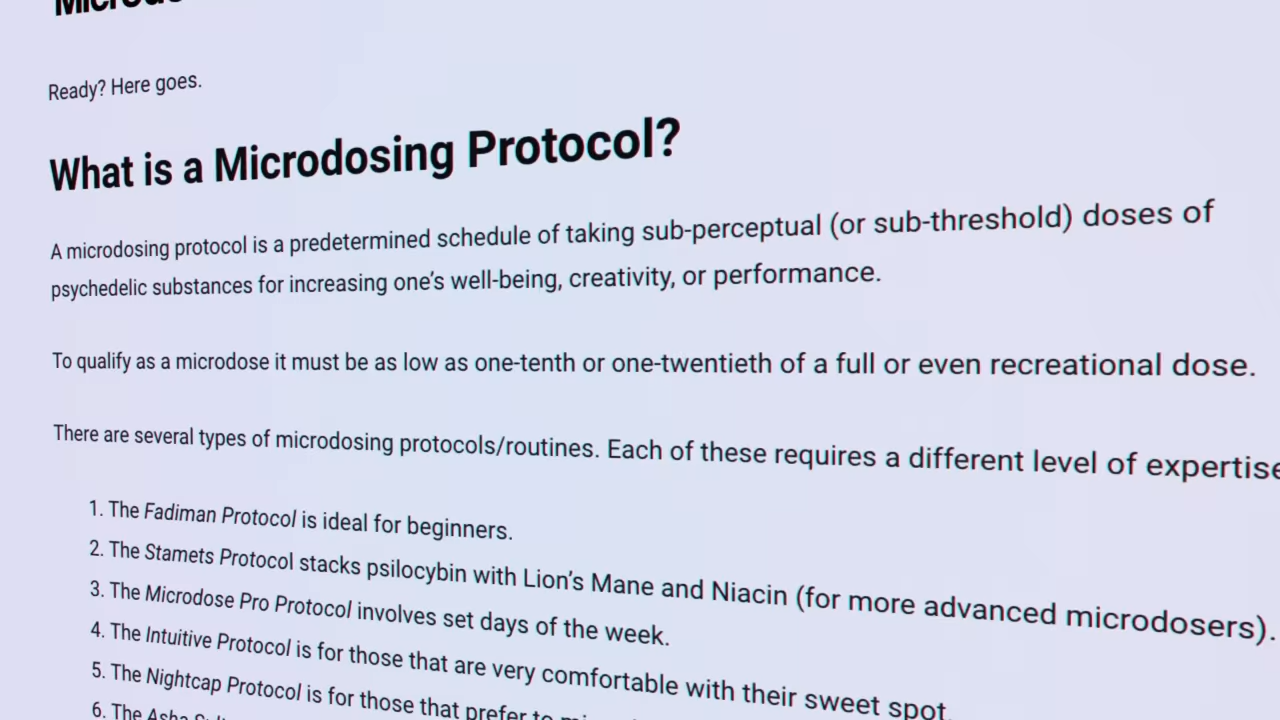 Ready? Here goes.
What is a Microdosing Protocol?
A microdosing protocol is a predetermined schedule of taking sub-perceptual (or sub-threshold) doses of
psychedelic substances for increasing one's well-being, creativity, or performance.
To qualify as a microdose it must be as low as one-tenth or one-twentieth of a full or even recreational dose.
There are several types of microdosing protocols/routines. Each of these requires a different level of expertise
1. The Fadiman Protocol is ideal for beginners.
2. The Stamets Protocol stacks psilocybin with Lion's Mane and Niacin (for more advanced microdosers).
3. The Microdose Pro Protocol involves set days of the week.
4. The Intuitive Protocol is for those that are very comfortable with their sweet spot.
5. The Nightcap Protocol is for those that prefer to
6. The